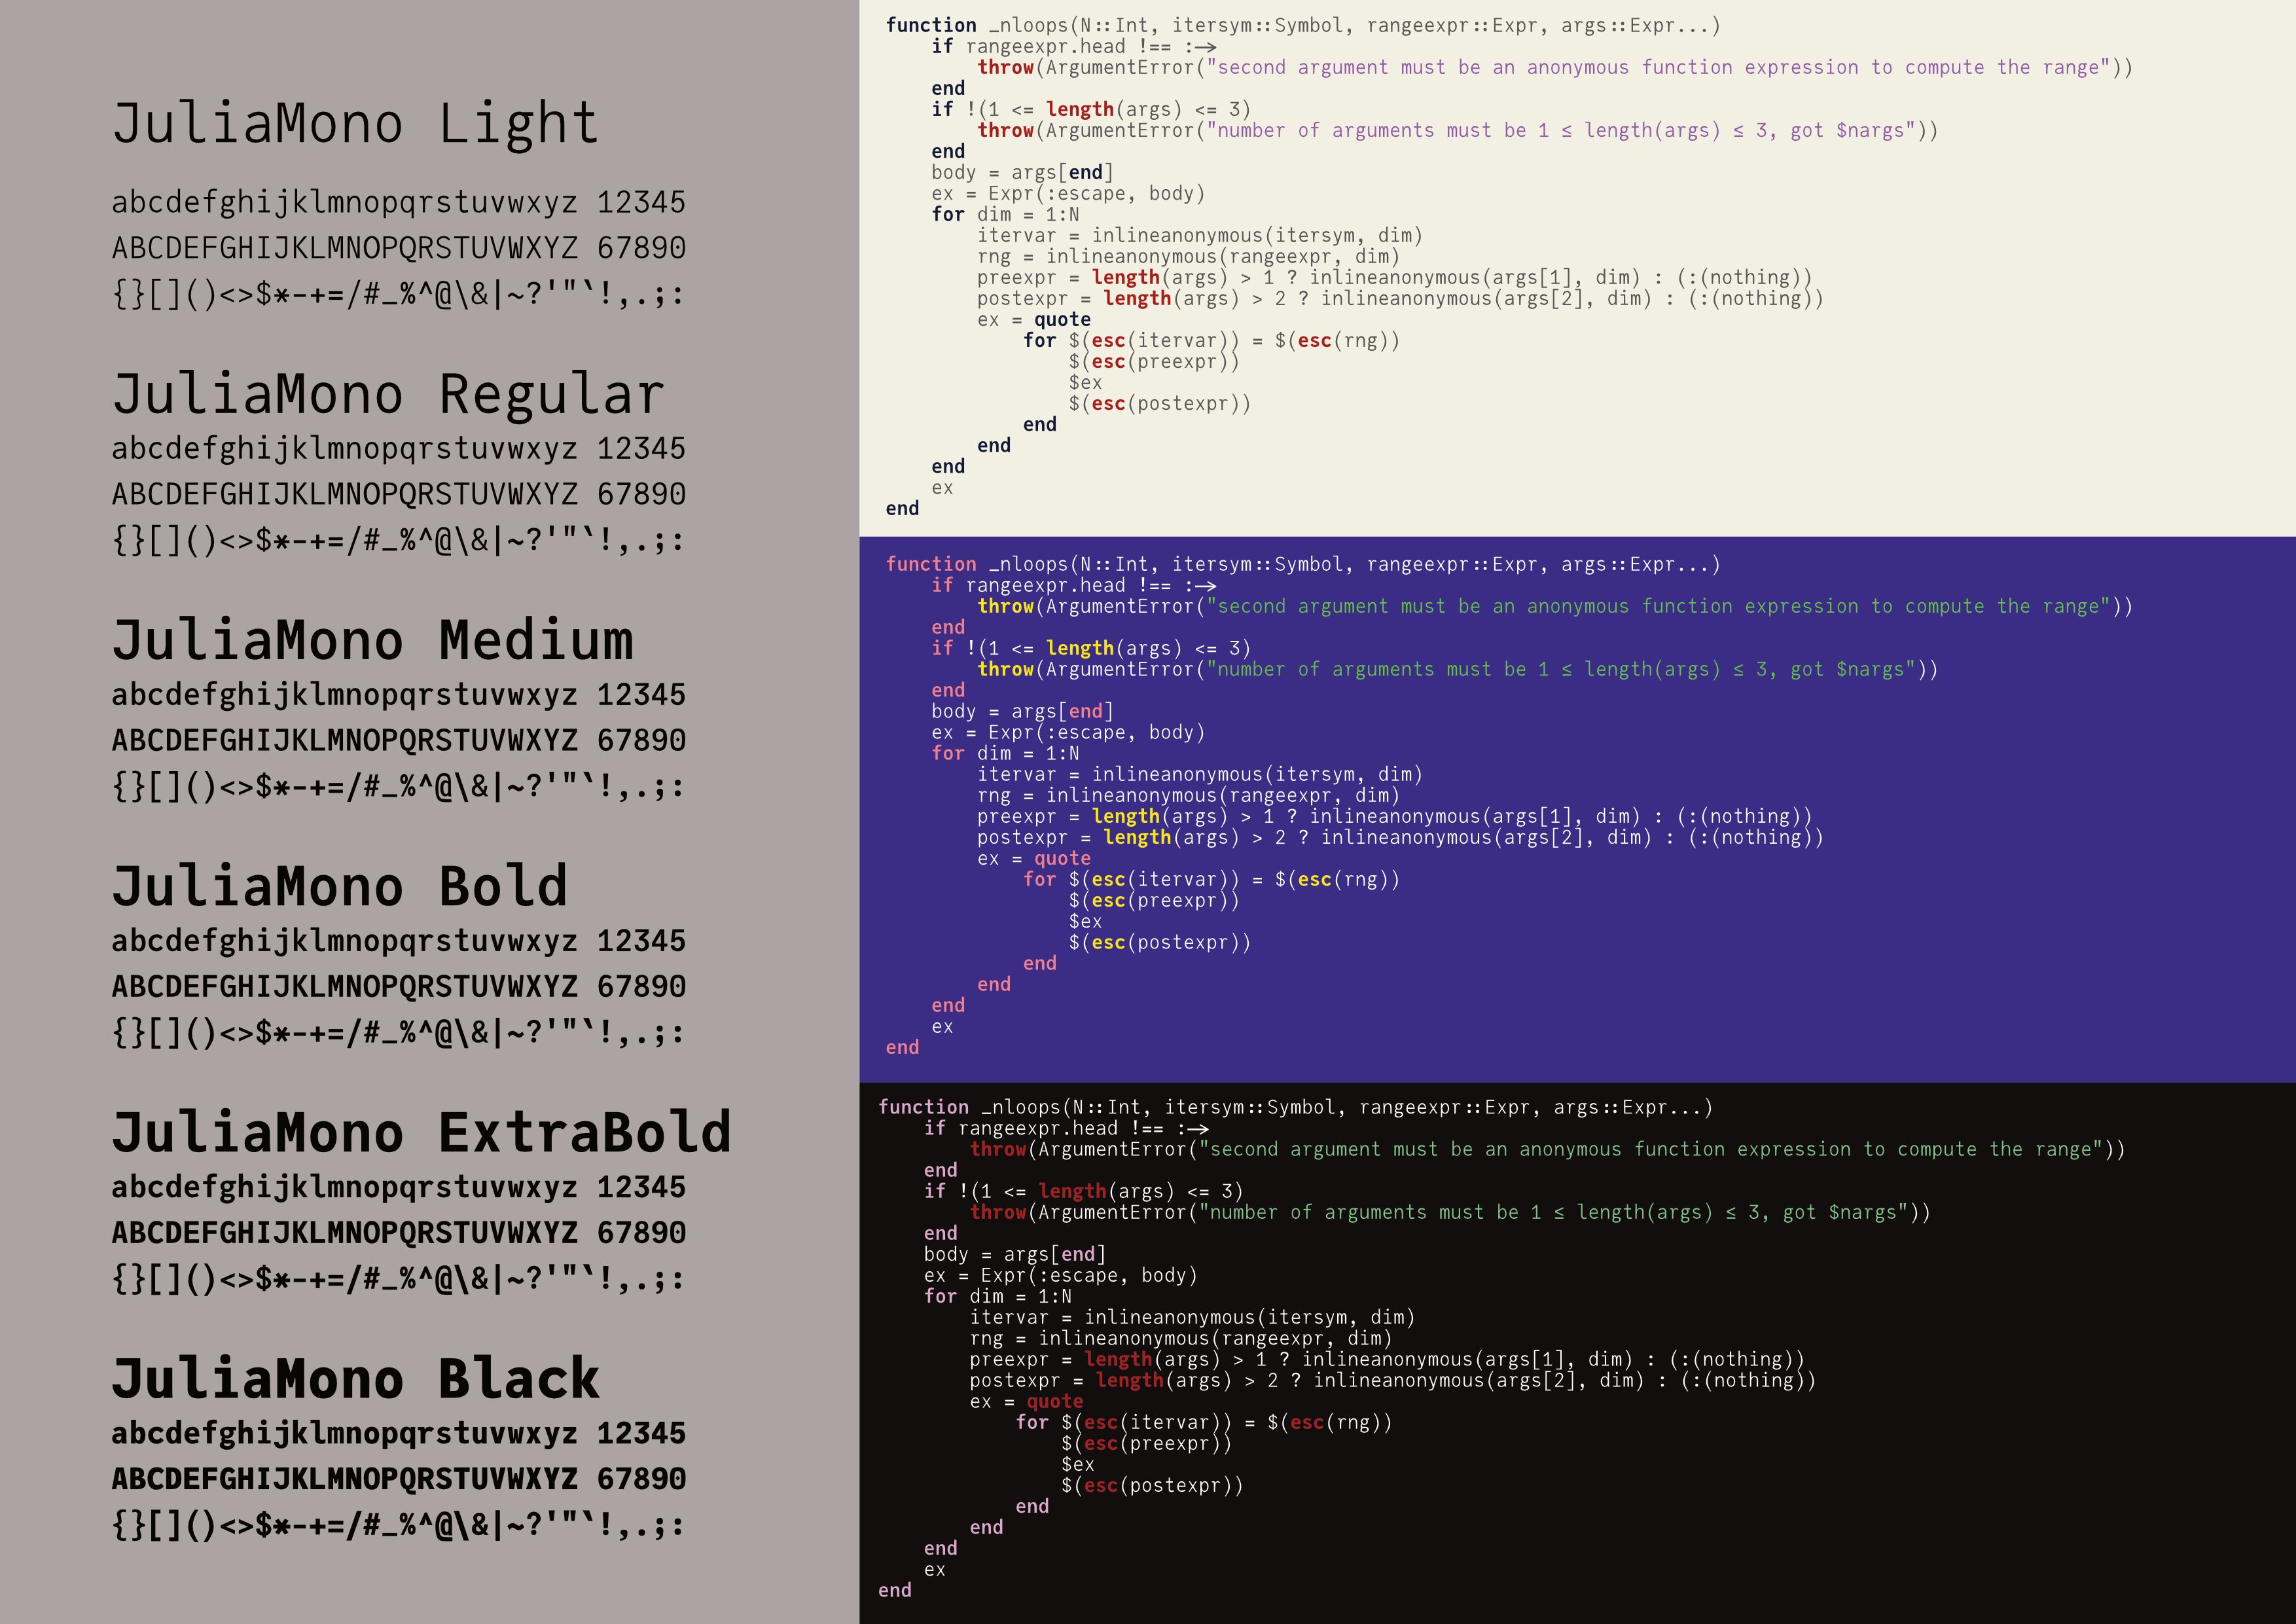 JuliaMono Light
abcdefghijklmnopqrstuvwxyz 12345
ABCDEFGHIJKLMNOPQRSTUVWXYZ 67890
{}[]()<>$*-+=/#_%^@\&|~?'"`!,.;:
JuliaMono Regular
abcdefghijklmnopqrstuvwxyz 12345
ABCDEFGHIJKLMNOPQRSTUVWXYZ 67890
{}[]()<>$*-+=/#_%^@\&|~?'"`!,.;:
JuliaMono Medium
abcdefghijklmnopqrstuvwxyz 12345
ABCDEFGHIJKLMNOPQRSTUVWXYZ 67890
{}[]()<>$*-+=/#_%^@\&|~?'"`!,.;:
JuliaMono Bold
abcdefghijklmnopqrstuvwxyz 12345
ABCDEFGHIJKLMNOPQRSTUVWXYZ 67890
{}[]()<>$*-+=/#_%^@\&|~?'"`!,.;:
JuliaMono ExtraBold
abcdefghijklmnopqrstuvwxyz 12345
ABCDEFGHIJKLMNOPQRSTUVWXYZ 67890
{}[]()<>$*-+=/#_%^@\&|~?'"`!,.;:
JuliaMono Black
abcdefghijklmnopqrstuvwxyz 12345
ABCDEFGHIJKLMNOPQRSTUVWXYZ 67890
{}[]()<>$*-+=/#_%^@\&|~?'"`!,.;:
function _nloops(N::Int, itersym::Symbol, rangeexpr::Expr, args::Expr...)
    if rangeexpr.head !== :->
        throw(ArgumentError("second argument must be an anonymous function expression to compute the range"))
    end
    if !(1 <= length(args) <= 3)
        throw(ArgumentError("number of arguments must be 1 ≤ length(args) ≤ 3, got $nargs"))
    end
    body = args[end]
    ex = Expr(:escape, body)
    for dim = 1:N
        itervar = inlineanonymous(itersym, dim)
        rng = inlineanonymous(rangeexpr, dim)
        preexpr = length(args) > 1 ? inlineanonymous(args[1], dim) : (:(nothing))
        postexpr = length(args) > 2 ? inlineanonymous(args[2], dim) : (:(nothing))
        ex = quote
            for $(esc(itervar)) = $(esc(rng))
                $(esc(preexpr))
                $ex
                $(esc(postexpr))
            end
        end
    end
    ex
end
function _nloops(N::Int, itersym::Symbol, rangeexpr::Expr, args::Expr...)
    if rangeexpr.head !== :->
        throw(ArgumentError("second argument must be an anonymous function expression to compute the range"))
    end
    if !(1 <= length(args) <= 3)
        throw(ArgumentError("number of arguments must be 1 ≤ length(args) ≤ 3, got $nargs"))
    end
    body = args[end]
    ex = Expr(:escape, body)
    for dim = 1:N
        itervar = inlineanonymous(itersym, dim)
        rng = inlineanonymous(rangeexpr, dim)
        preexpr = length(args) > 1 ? inlineanonymous(args[1], dim) : (:(nothing))
        postexpr = length(args) > 2 ? inlineanonymous(args[2], dim) : (:(nothing))
        ex = quote
            for $(esc(itervar)) = $(esc(rng))
                $(esc(preexpr))
                $ex
                $(esc(postexpr))
            end
        end
    end
    ex
end
function _nloops(N::Int, itersym::Symbol, rangeexpr::Expr, args::Expr...)
    if rangeexpr.head !== :->
        throw(ArgumentError("second argument must be an anonymous function expression to compute the range"))
    end
    if !(1 <= length(args) <= 3)
        throw(ArgumentError("number of arguments must be 1 ≤ length(args) ≤ 3, got $nargs"))
    end
    body = args[end]
    ex = Expr(:escape, body)
    for dim = 1:N
        itervar = inlineanonymous(itersym, dim)
        rng = inlineanonymous(rangeexpr, dim)
        preexpr = length(args) > 1 ? inlineanonymous(args[1], dim) : (:(nothing))
        postexpr = length(args) > 2 ? inlineanonymous(args[2], dim) : (:(nothing))
        ex = quote
            for $(esc(itervar)) = $(esc(rng))
                $(esc(preexpr))
                $ex
                $(esc(postexpr))
            end
        end
    end
    ex
end